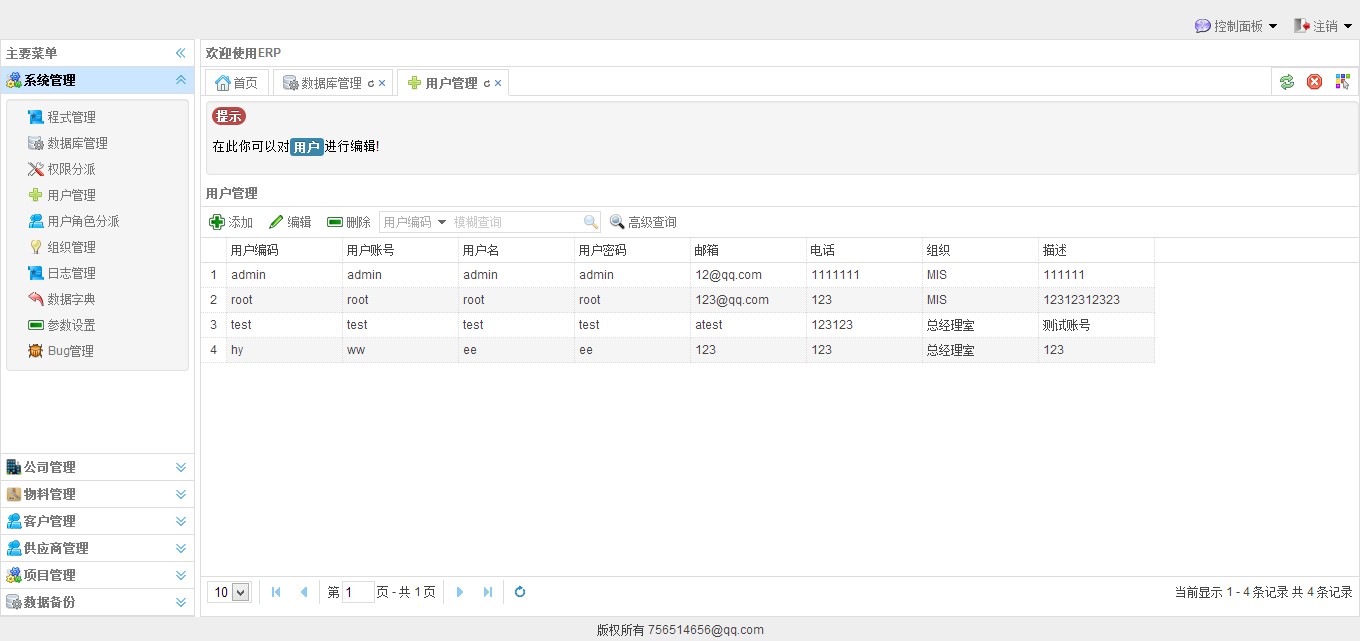 控制面板 注销
主要菜单
系统管理
程式管理
数据库管理
权限分派
用户管理
用户角色分派
组织管理
日志管理
数据字典
参数设置
Bug管理
公司管理
物料管理
客户管理
供应商管理
项目管理
数据备份
欢迎使用ERP
首页 数据库管理 用户管理
提示
在此你可以对用户进行编辑!
用户管理
添加 编辑 删除 用户编码 模糊查询 高级查询
用户编码 用户账号 用户名 用户密码 邮箱 电话 组织 描述
1 admin admin admin admin 12@qq.com 1111111 MIS 111111
2 root root root root 123@qq.com 123 MIS 12312312323
3 test test test test atest 123123 总经理室 测试账号
4 hy ww ee ee 123 123 总经理室 123
10 第 1 页 - 共 1 页 当前显示 1 - 4 条记录 共 4 条记录
版权所有 756514656@qq.com